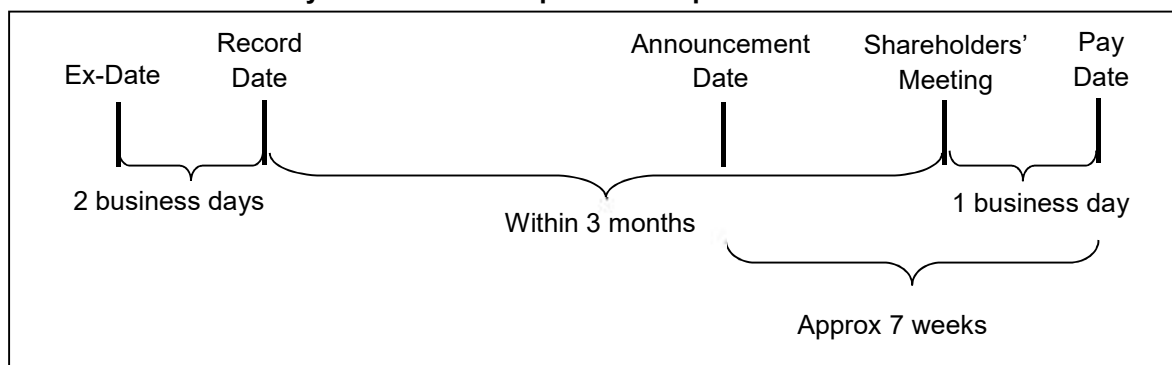 Ex-Date
Record
Date
Announcement
Date
Shareholders’
Meeting
Pay
Date
2 business days
Within 3 months
1 business day
Approx 7 weeks